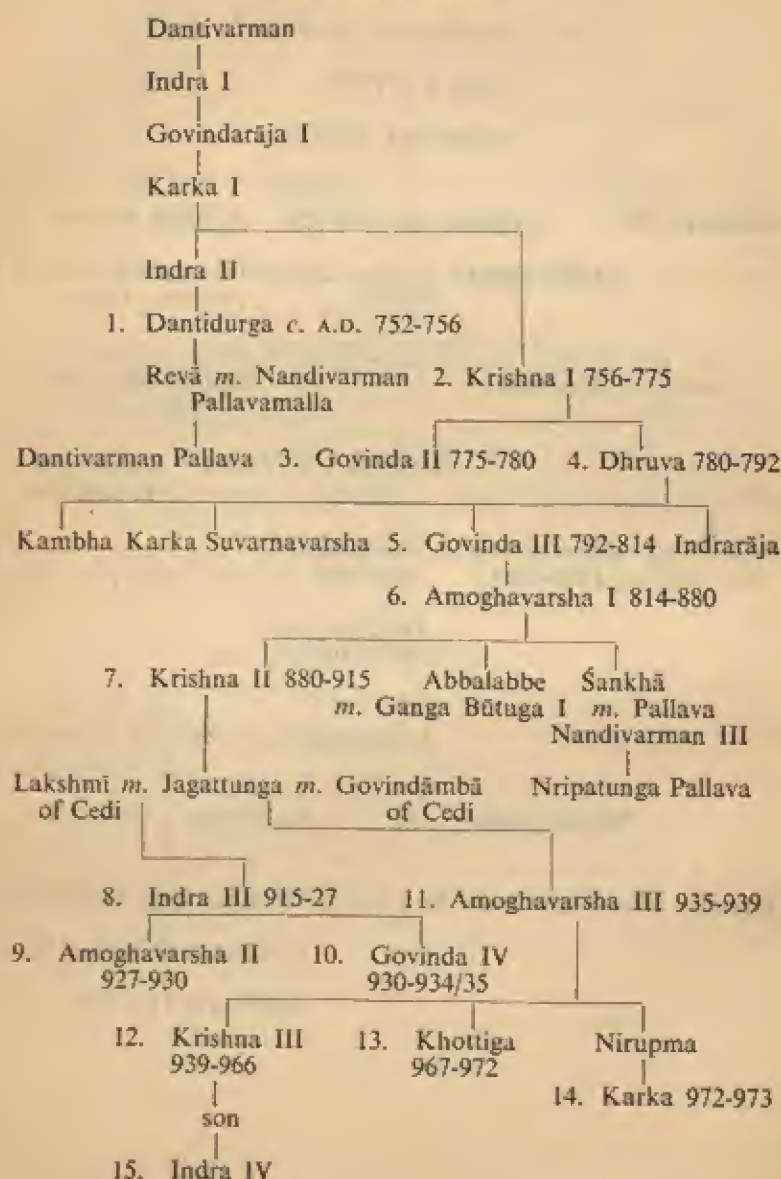 Dantivarman
Indra I
Govindarāja I
Karka I
Indra II
1. Dantidurga c. A.D. 752-756
Revā m. Nandivarman 2. Krishna I 756-775
Pallavamalla
Dantivarman Pallava 3. Govinda II 775-780 4. Dhruva 780-792
Kambha Karka Suvarnavarsha 5. Govinda III 792-814 Indrarāja
6. Amoghavarsha I 814-880
7. Krishna II 880-915 Abbalabbe Śankhā
m. Ganga Būtuga I m. Pallava
Nandivarman III
Lakshmī m. Jagattunga m. Govindāmbā Nripatunga Pallava
of Cedi of Cedi
8. Indra III 915-27 11. Amoghavarsha III 935-939
9. Amoghavarsha II 10. Govinda IV
927-930 930-934/35
12. Krishna III 13. Khottiga Nirupma
939-966 967-972
14. Karka 972-973
son
15. Indra IV